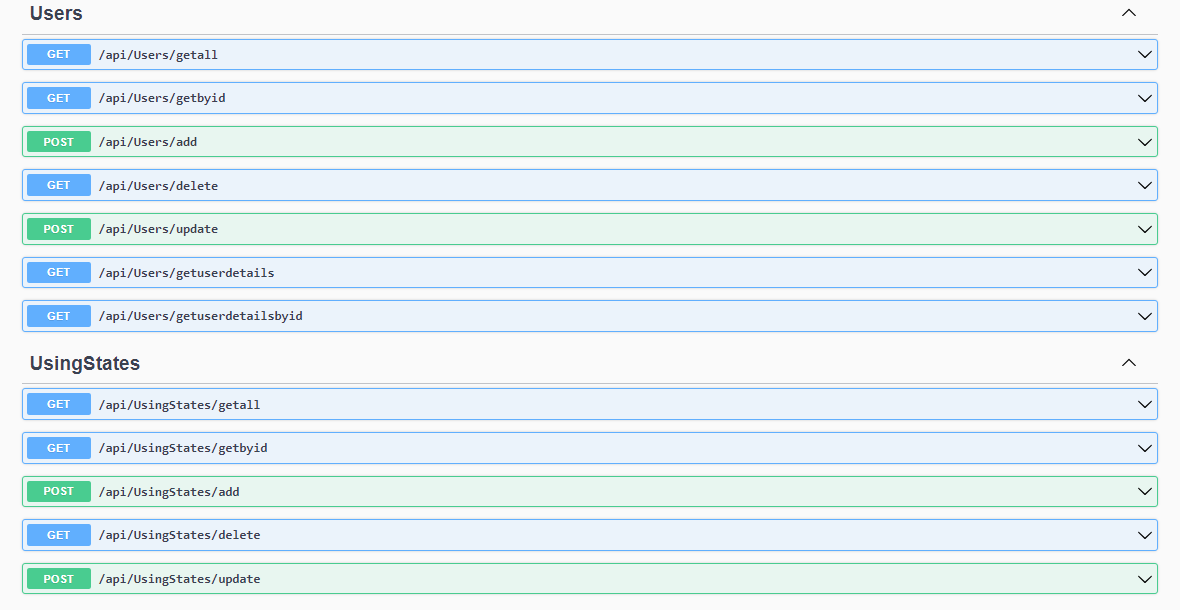 Users
GET /api/Users/getall
GET /api/Users/getbyid
POST /api/Users/add
GET /api/Users/delete
POST /api/Users/update
GET /api/Users/getuserdetails
GET /api/Users/getuserdetailsbyid
UsingStates
GET /api/UsingStates/getall
GET /api/UsingStates/getbyid
POST /api/UsingStates/add
GET /api/UsingStates/delete
POST /api/UsingStates/update